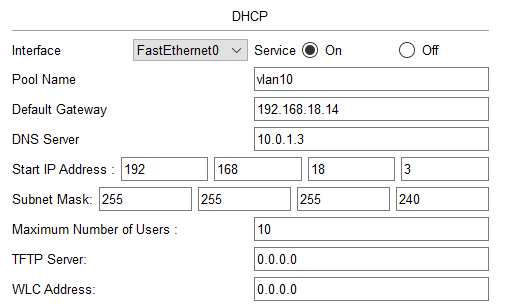 DHCP
Interface FastEthernet0 Service On Off
Pool Name vlan10
Default Gateway 192.168.18.14
DNS Server 10.0.1.3
Start IP Address : 192 168 18 3
Subnet Mask: 255 255 255 240
Maximum Number of Users : 10
TFTP Server: 0.0.0.0
WLC Address: 0.0.0.0